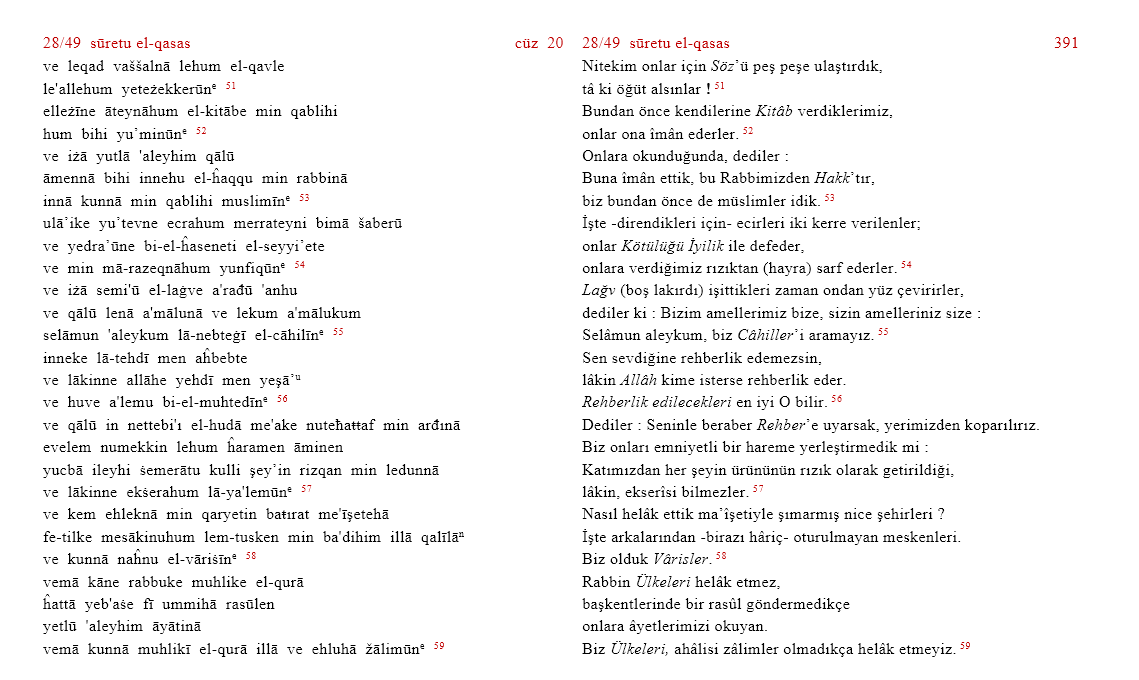 28/49 sūretu el-qasas cüz 20
ve leqad vaššalnā lehum el-qavle
le'allehum yeteżekkerūnᵉ 51
elleżīne āteynāhum el-kitābe min qablihi
hum bihi yu’minūnᵉ 52
ve iżā yutlā 'aleyhim qālū
āmennā bihi innehu el-ĥaqqu min rabbinā
innā kunnā min qablihi muslimīnᵉ 53
ulā’ike yu’tevne ecrahum merrateyni bimā šaberū
ve yedra’ūne bi-el-ĥaseneti el-seyyi’ete
ve min mā-razeqnāhum yunfiqūnᵉ 54
ve iżā semi'ū el-laġve a'rađū 'anhu
ve qālū lenā a'mālunā ve lekum a'mālukum
selāmun 'aleykum lā-nebteġī el-cāhilīnᵉ 55
inneke lā-tehdī men aĥbebte
ve lākinne allāhe yehdī men yeşā’ᵘ
ve huve a'lemu bi-el-muhtedīnᵉ 56
ve qālū in nettebi'ı el-hudā me'ake nuteħaŧŧaf min arđınā
evelem numekkin lehum ĥaramen āminen
yucbā ileyhi ŝemerātu kulli şey’in rizqan min ledunnā
ve lākinne ekŝerahum lā-ya'lemūnᵉ 57
ve kem ehleknā min qaryetin baŧırat me'īşetehā
fe-tilke mesākinuhum lem-tusken min ba'dihim illā qalīlāⁿ
ve kunnā naĥnu el-vāriŝīnᵉ 58
vemā kāne rabbuke muhlike el-qurā
ĥattā yeb'aŝe fī ummihā rasūlen
yetlū 'aleyhim āyātinā
vemā kunnā muhlikī el-qurā illā ve ehluhā žālimūnᵉ 59
28/49 sūretu el-qasas 391
Nitekim onlar için Söz’ü peş peşe ulaştırdık,
tâ ki öğüt alsınlar ! 51
Bundan önce kendilerine Kitâb verdiklerimiz,
onlar ona îmân ederler. 52
Onlara okunduğunda, dediler :
Buna îmân ettik, bu Rabbimizden Hakk’tır,
biz bundan önce de müslimler idik. 53
İşte -direndikleri için- ecirleri iki kerre verilenler;
onlar Kötülüğü İyilik ile defeder,
onlara verdiğimiz rızıktan (hayra) sarf ederler. 54
Lağv (boş lakırdı) işittikleri zaman ondan yüz çevirirler,
dediler ki : Bizim amellerimiz bize, sizin amelleriniz size :
Selâmun aleykum, biz Câhiller’i aramayız. 55
Sen sevdiğine rehberlik edemezsin,
lâkin Allâh kime isterse rehberlik eder.
Rehberlik edilecekleri en iyi O bilir. 56
Dediler : Seninle beraber Rehber’e uyarsak, yerimizden koparılırız.
Biz onları emniyetli bir hareme yerleştirmedik mi :
Katımızdan her şeyin ürününün rızık olarak getirildiği,
lâkin, ekserîsi bilmezler. 57
Nasıl helâk ettik ma’îşetiyle şımarmış nice şehirleri ?
İşte arkalarından -birazı hâriç- oturulmayan meskenleri.
Biz olduk Vârisler. 58
Rabbin Ülkeleri helâk etmez,
başkentlerinde bir rasûl göndermedikçe
onlara âyetlerimizi okuyan.
Biz Ülkeleri, ahâlisi zâlimler olmadıkça helâk etmeyiz. 59